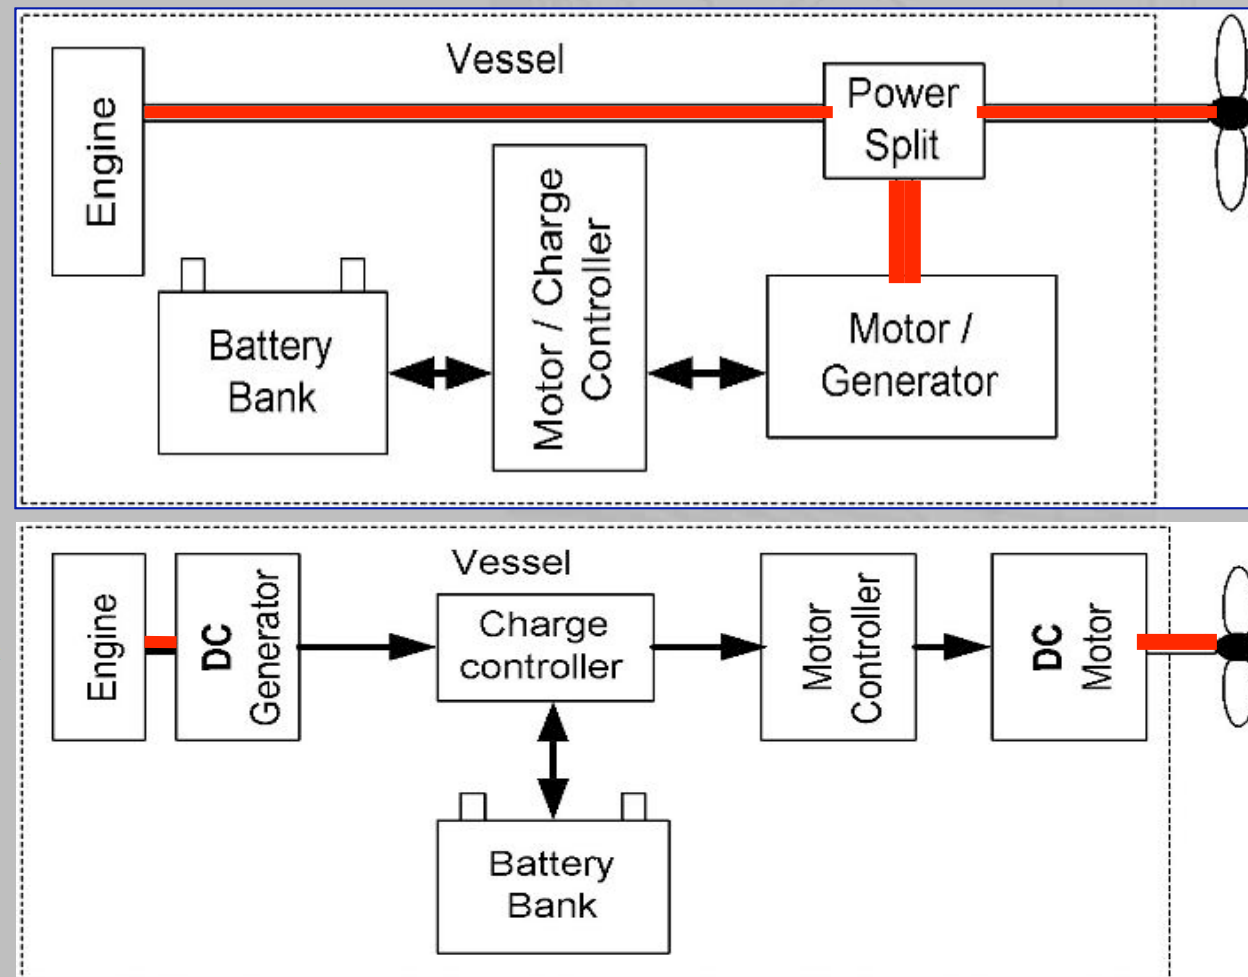 Vessel
Engine
Power
Split
Motor / Charge
Controller
Battery
Bank
Motor /
Generator
Vessel
Engine
DC
Generator
Charge
controller
Motor
Controller
DC
Motor
Battery
Bank